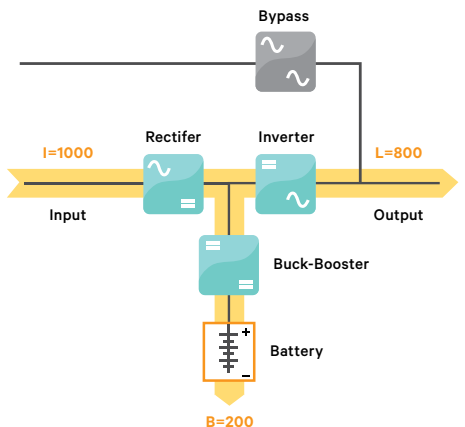 Bypass
Rectifer
Inverter
I=1000
L=800
Input
Output
Buck-Booster
+
Battery
−
B=200